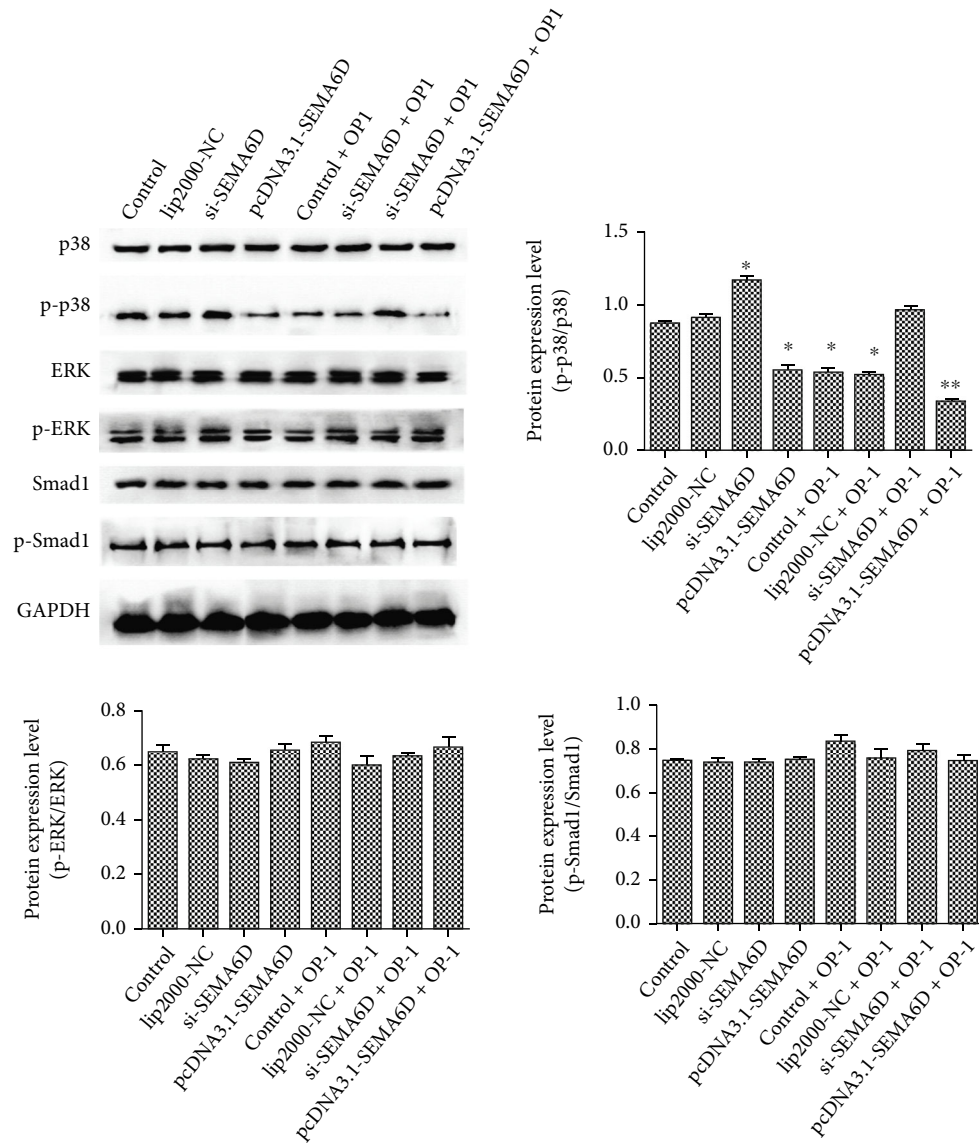 Control
lip2000-NC
si-SEMA6D
pcDNA3.1-SEMA6D
Control + OP1
si-SEMA6D + OP1
si-SEMA6D + OP1
pcDNA3.1-SEMA6D + OP1
p38
p-p38
ERK
p-ERK
Smad1
p-Smad1
GAPDH
Protein expression level
(p-p38/p38)
1.5
1.0
0.5
0.0
*
*
*
*
**
Control
lip2000-NC
si-SEMA6D
pcDNA3.1-SEMA6D
Control + OP-1
lip2000-NC + OP-1
si-SEMA6D + OP-1
pcDNA3.1-SEMA6D + OP-1
Protein expression level
(p-ERK/ERK)
0.8
0.6
0.4
0.2
0.0
Control
lip2000-NC
si-SEMA6D
pcDNA3.1-SEMA6D
Control + OP-1
lip2000-NC + OP-1
si-SEMA6D + OP-1
pcDNA3.1-SEMA6D + OP-1
Protein expression level
(p-Smad1/Smad1)
1.0
0.8
0.6
0.4
0.2
0.0
Control
lip2000-NC
si-SEMA6D
pcDNA3.1-SEMA6D
Control + OP-1
lip2000-NC + OP-1
si-SEMA6D + OP-1
pcDNA3.1-SEMA6D + OP-1